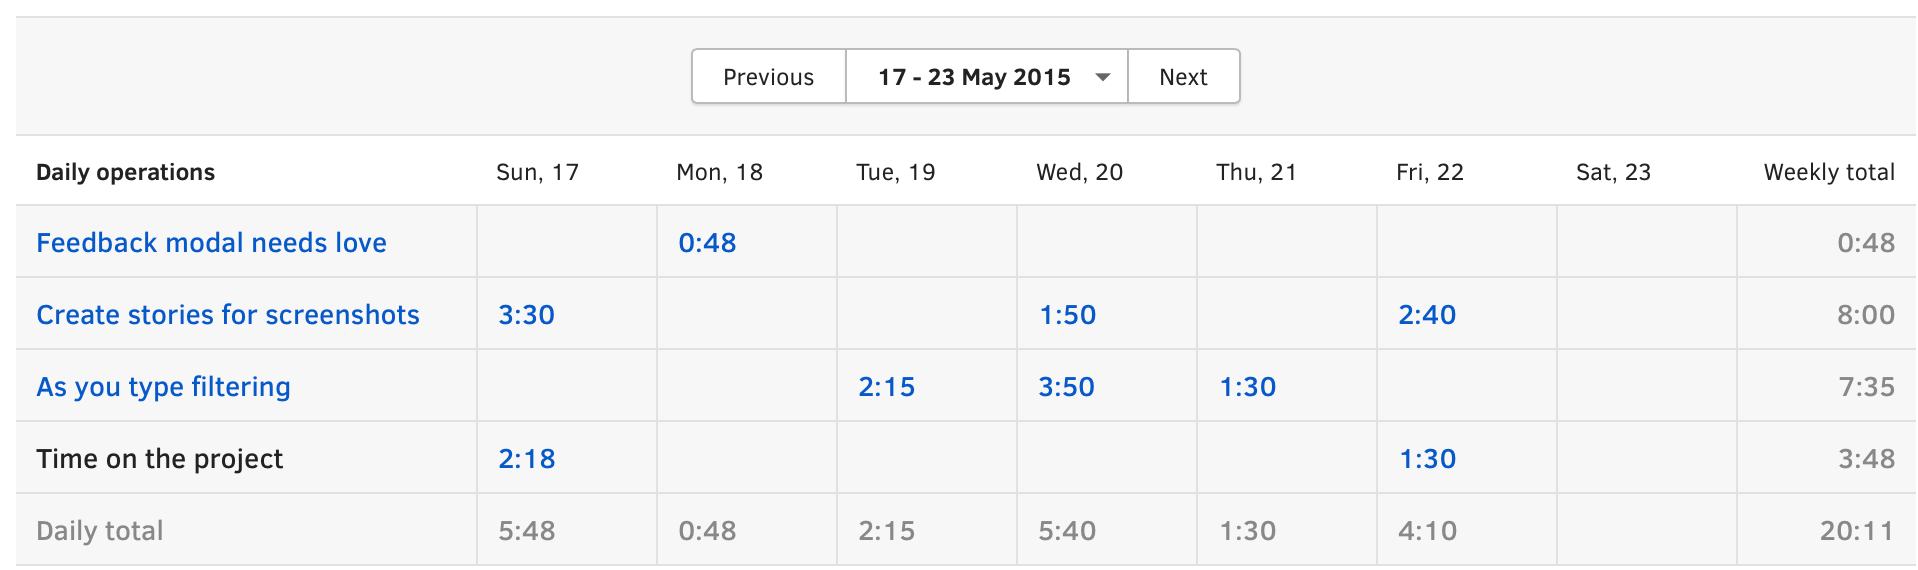 Previous 17 - 23 May 2015 Next
Daily operations Sun, 17 Mon, 18 Tue, 19 Wed, 20 Thu, 21 Fri, 22 Sat, 23 Weekly total
Feedback modal needs love 0:48 0:48
Create stories for screenshots 3:30 1:50 2:40 8:00
As you type filtering 2:15 3:50 1:30 7:35
Time on the project 2:18 1:30 3:48
Daily total 5:48 0:48 2:15 5:40 1:30 4:10 20:11